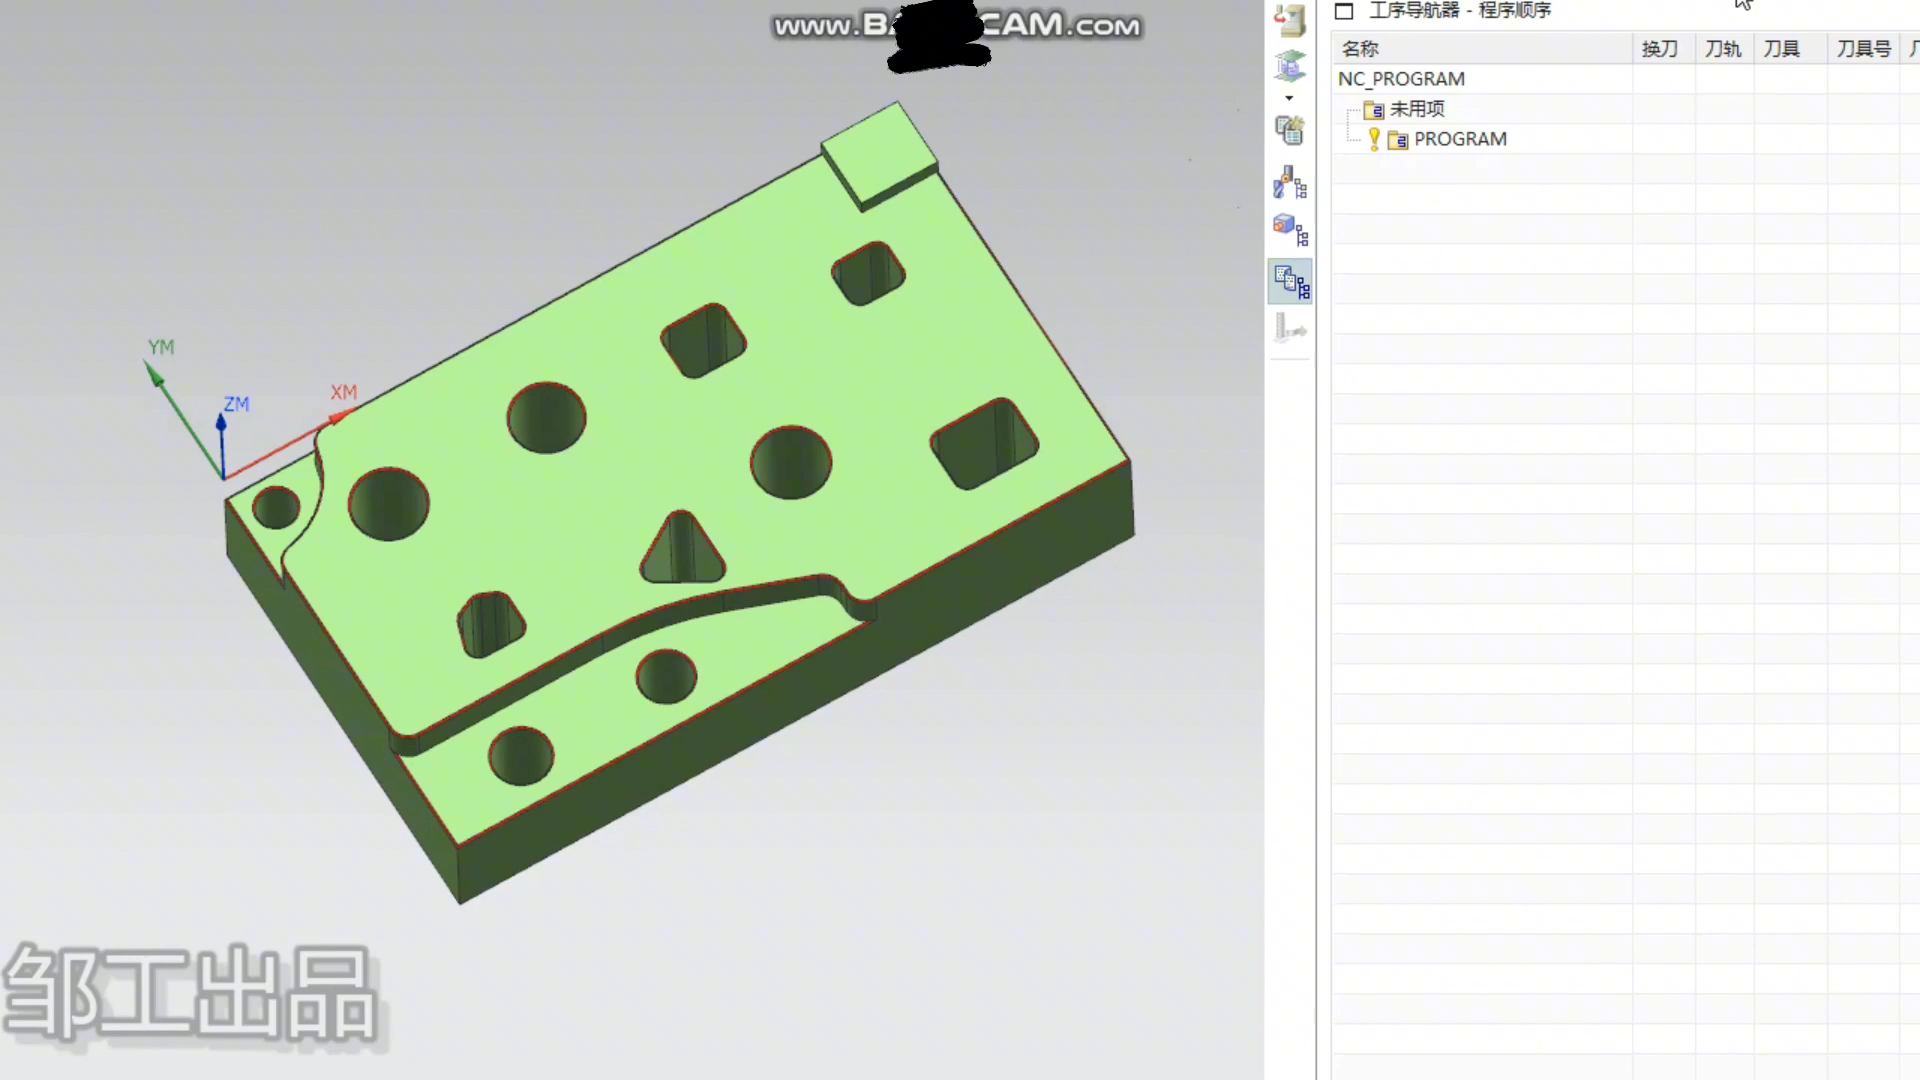 www.B CAM.COM
工序导航器 - 程序顺序
名称 换刀 刀轨 刀具 刀具号
NC_PROGRAM
未用项
PROGRAM
YM
ZM
XM
邹工出品